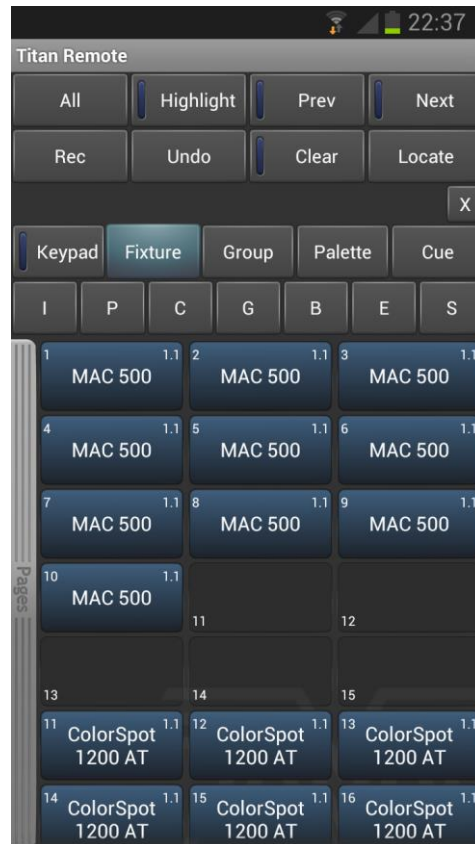 22:37
Titan Remote
All Highlight Prev Next
Rec Undo Clear Locate
X
Keypad Fixture Group Palette Cue
I P C G B E S
1 1.1 2 1.1 3 1.1
MAC 500 MAC 500 MAC 500
4 1.1 5 1.1 6 1.1
MAC 500 MAC 500 MAC 500
7 1.1 8 1.1 9 1.1
MAC 500 MAC 500 MAC 500
Pages
10 1.1
MAC 500
11 12
13 14 15
11 1.1 12 1.1 13 1.1
ColorSpot ColorSpot ColorSpot
1200 AT 1200 AT 1200 AT
14 1.1 15 1.1 16 1.1
ColorSpot ColorSpot ColorSpot
1200 AT 1200 AT 1200 AT